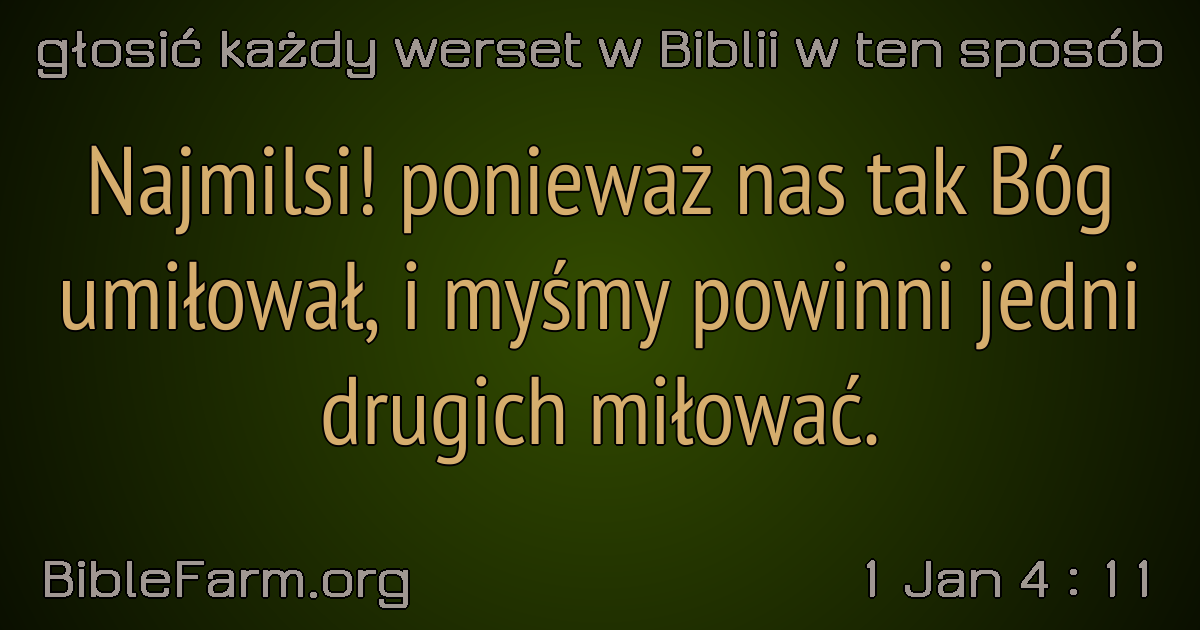 głosić każdy werset w Biblii w ten sposób
Najmilsi! ponieważ nas tak Bóg
umiłował, i myśmy powinni jedni
drugich miłować.
BibleFarm.org
1 Jan 4 : 11